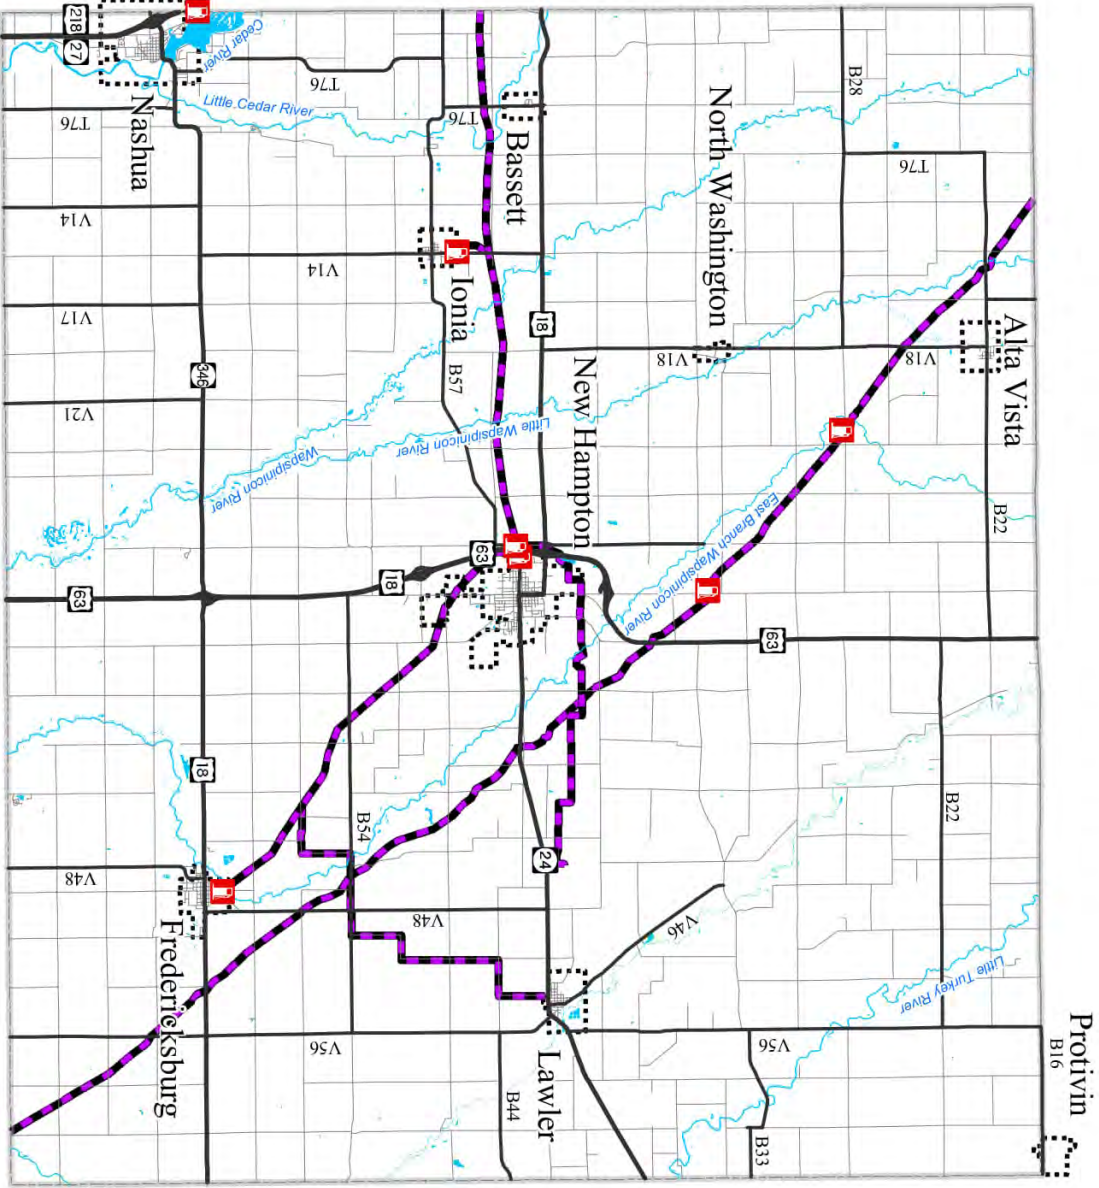 218
27
Cedar River
T76
Little Cedar River
T76
Nashua
T76
Bassett
North Washington
B28
T76
V14
V14
Ionia
V17
18
346
B57
V18
V18
Alta Vista
V21
New Hampton
Little Wapsipinicon River
Wapsipinicon River
East Branch Wapsipinicon River
B22
63
18
63
63
18
B54
B22
24
V48
V48
V46
Fredericksburg
Little Turkey River
V56
V56
Protivin
B16
Lawler
B44
B33